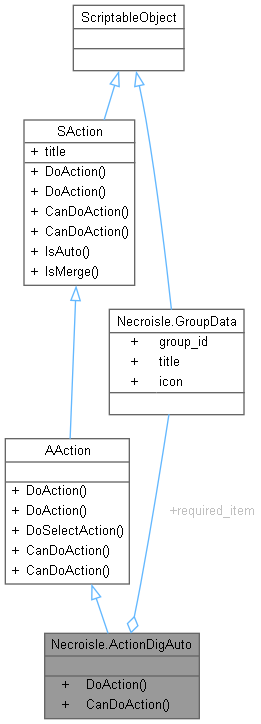 ScriptableObject
SAction
+ title
+ DoAction()
+ DoAction()
+ CanDoAction()
+ CanDoAction()
+ IsAuto()
+ IsMerge()
Necroisle.GroupData
+ group_id
+ title
+ icon
AAction
+ DoAction()
+ DoAction()
+ DoSelectAction()
+ CanDoAction()
+ CanDoAction()
+required_item
Necroisle.ActionDigAuto
+ DoAction()
+ CanDoAction()